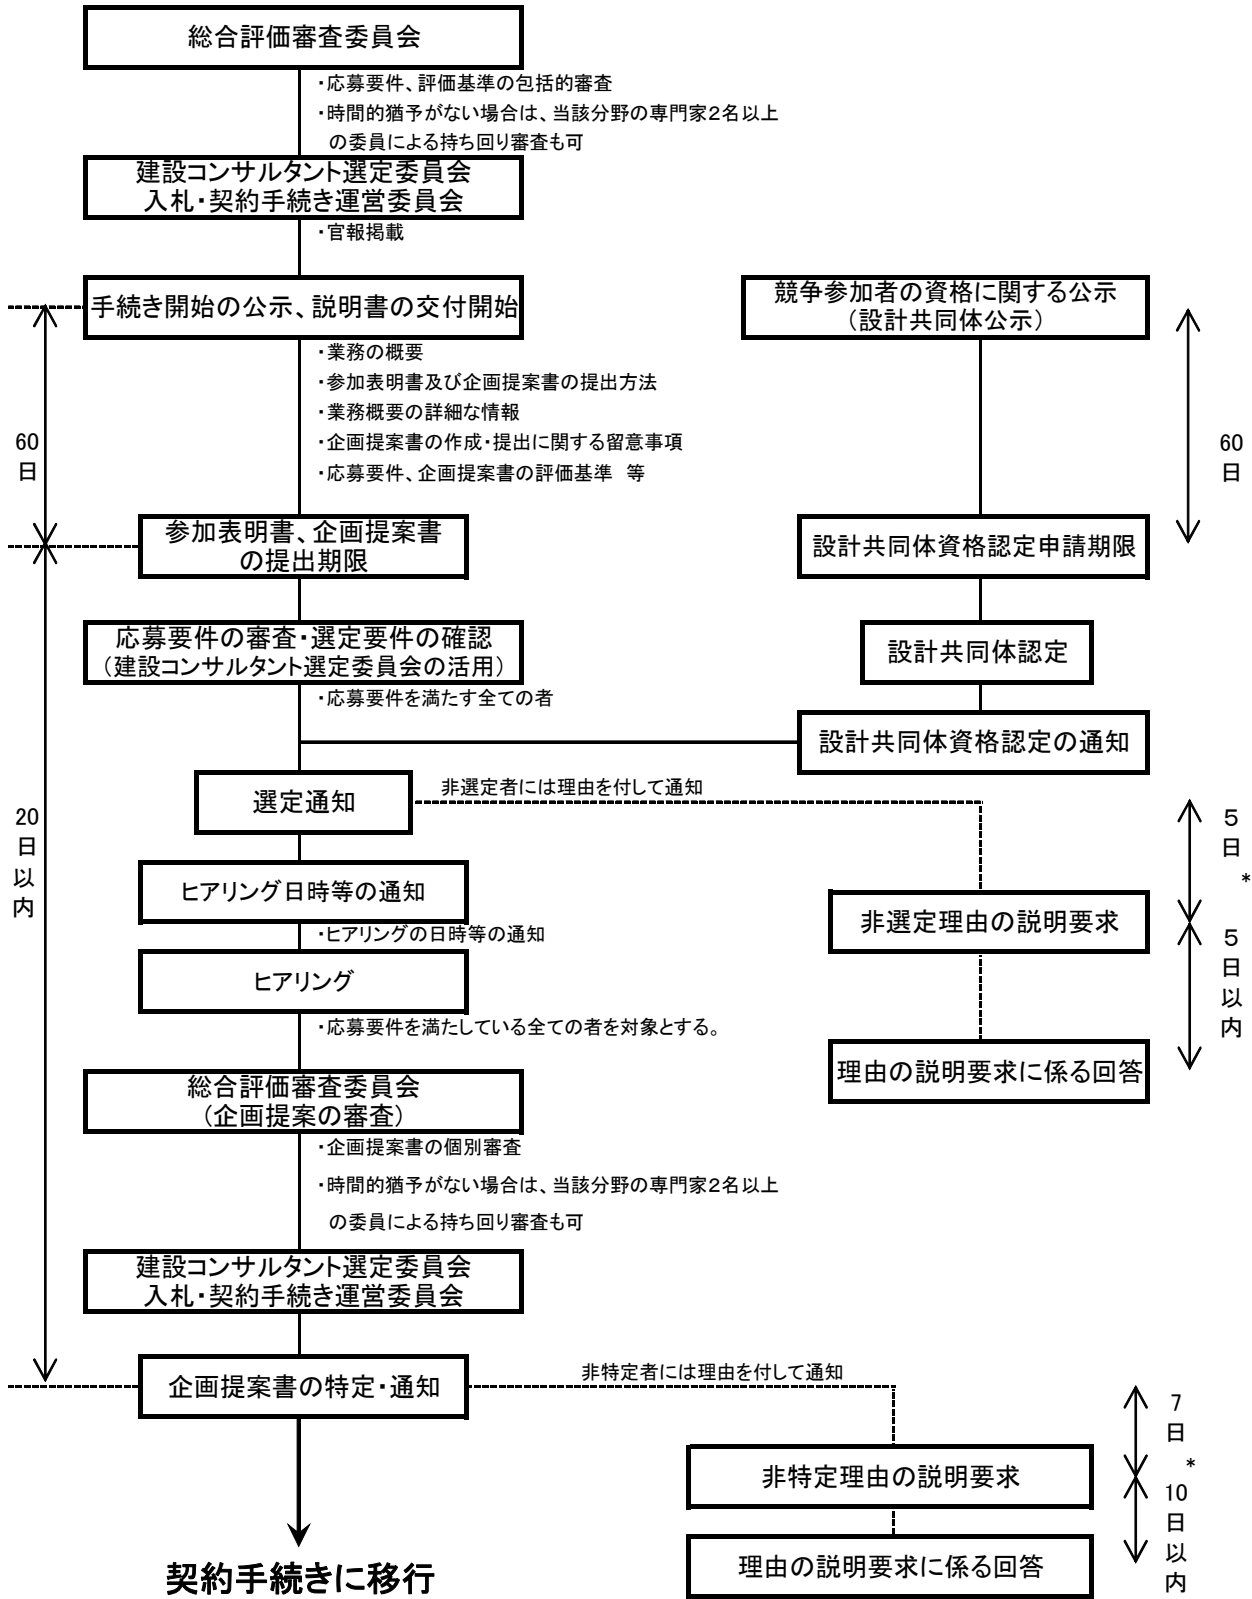 総合評価審査委員会
・応募要件、評価基準の包括的審査
・時間的猶予がない場合は、当該分野の専門家2名以上
の委員による持ち回り審査も可
建設コンサルタント選定委員会
入札・契約手続き運営委員会
・官報掲載
手続き開始の公示、説明書の交付開始
競争参加者の資格に関する公示
(設計共同体公示)
・業務の概要
・参加表明書及び企画提案書の提出方法
・業務概要の詳細な情報
・企画提案書の作成・提出に関する留意事項
・応募要件、企画提案書の評価基準 等
60
日
60
日
参加表明書、企画提案書
の提出期限
設計共同体資格認定申請期限
応募要件の審査・選定要件の確認
(建設コンサルタント選定委員会の活用)
設計共同体認定
・応募要件を満たす全ての者
設計共同体資格認定の通知
選定通知
非選定者には理由を付して通知
20
日
以
内
5
日
*
ヒアリング日時等の通知
非選定理由の説明要求
・ヒアリングの日時等の通知
5
日
以
内
ヒアリング
・応募要件を満たしている全ての者を対象とする。
理由の説明要求に係る回答
総合評価審査委員会
(企画提案の審査)
・企画提案書の個別審査
・時間的猶予がない場合は、当該分野の専門家2名以上
の委員による持ち回り審査も可
建設コンサルタント選定委員会
入札・契約手続き運営委員会
企画提案書の特定・通知
非特定者には理由を付して通知
7
日
*
非特定理由の説明要求
10
日
以
内
理由の説明要求に係る回答
契約手続きに移行